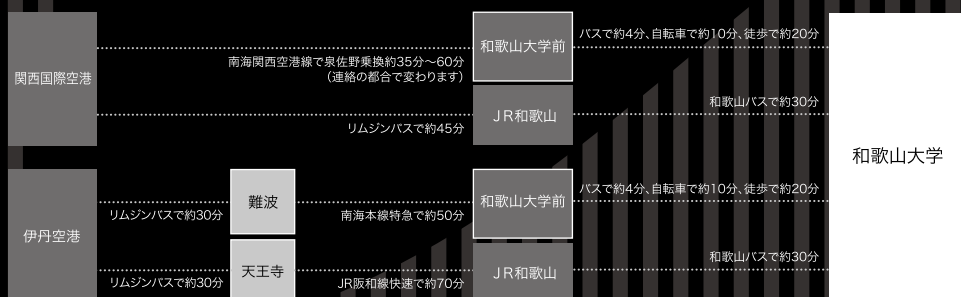 関西国際空港
南海関西空港線で泉佐野乗換約35分〜60分
(連絡の都合で変わります)
和歌山大学前
バスで約4分、自転車で約10分、徒歩で約20分
リムジンバスで約45分
JR和歌山
和歌山バスで約30分
和歌山大学
伊丹空港
リムジンバスで約30分
難波
南海本線特急で約50分
和歌山大学前
バスで約4分、自転車で約10分、徒歩で約20分
リムジンバスで約30分
天王寺
JR阪和線快速で約70分
JR和歌山
和歌山バスで約30分